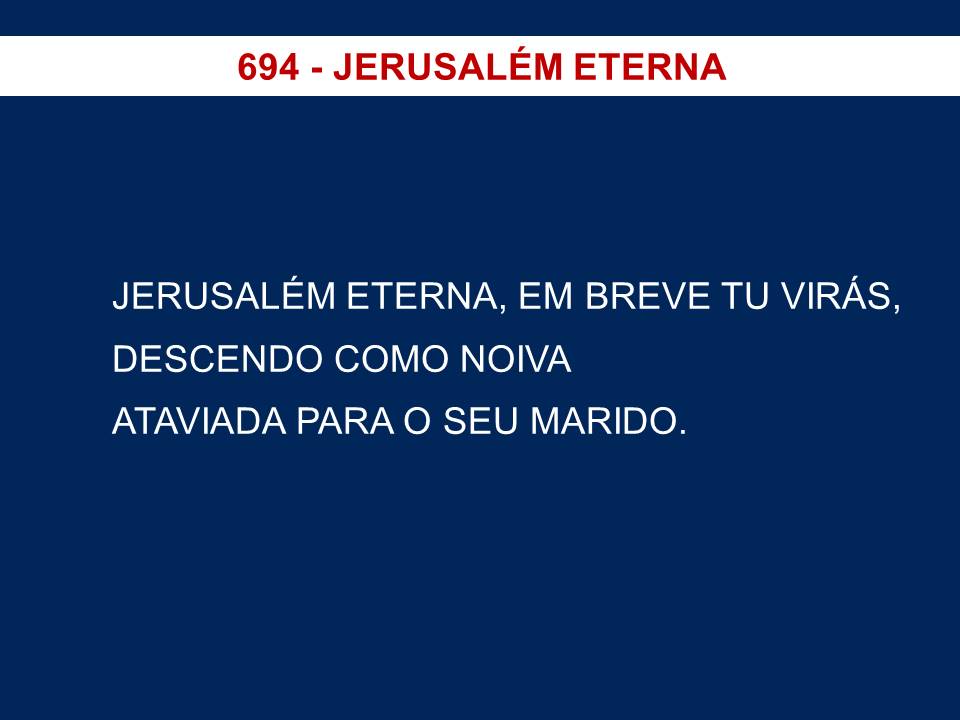 694 - JERUSALÉM ETERNA
JERUSALÉM ETERNA, EM BREVE TU VIRÁS,
DESCENDO COMO NOIVA
ATAVIADA PARA O SEU MARIDO.